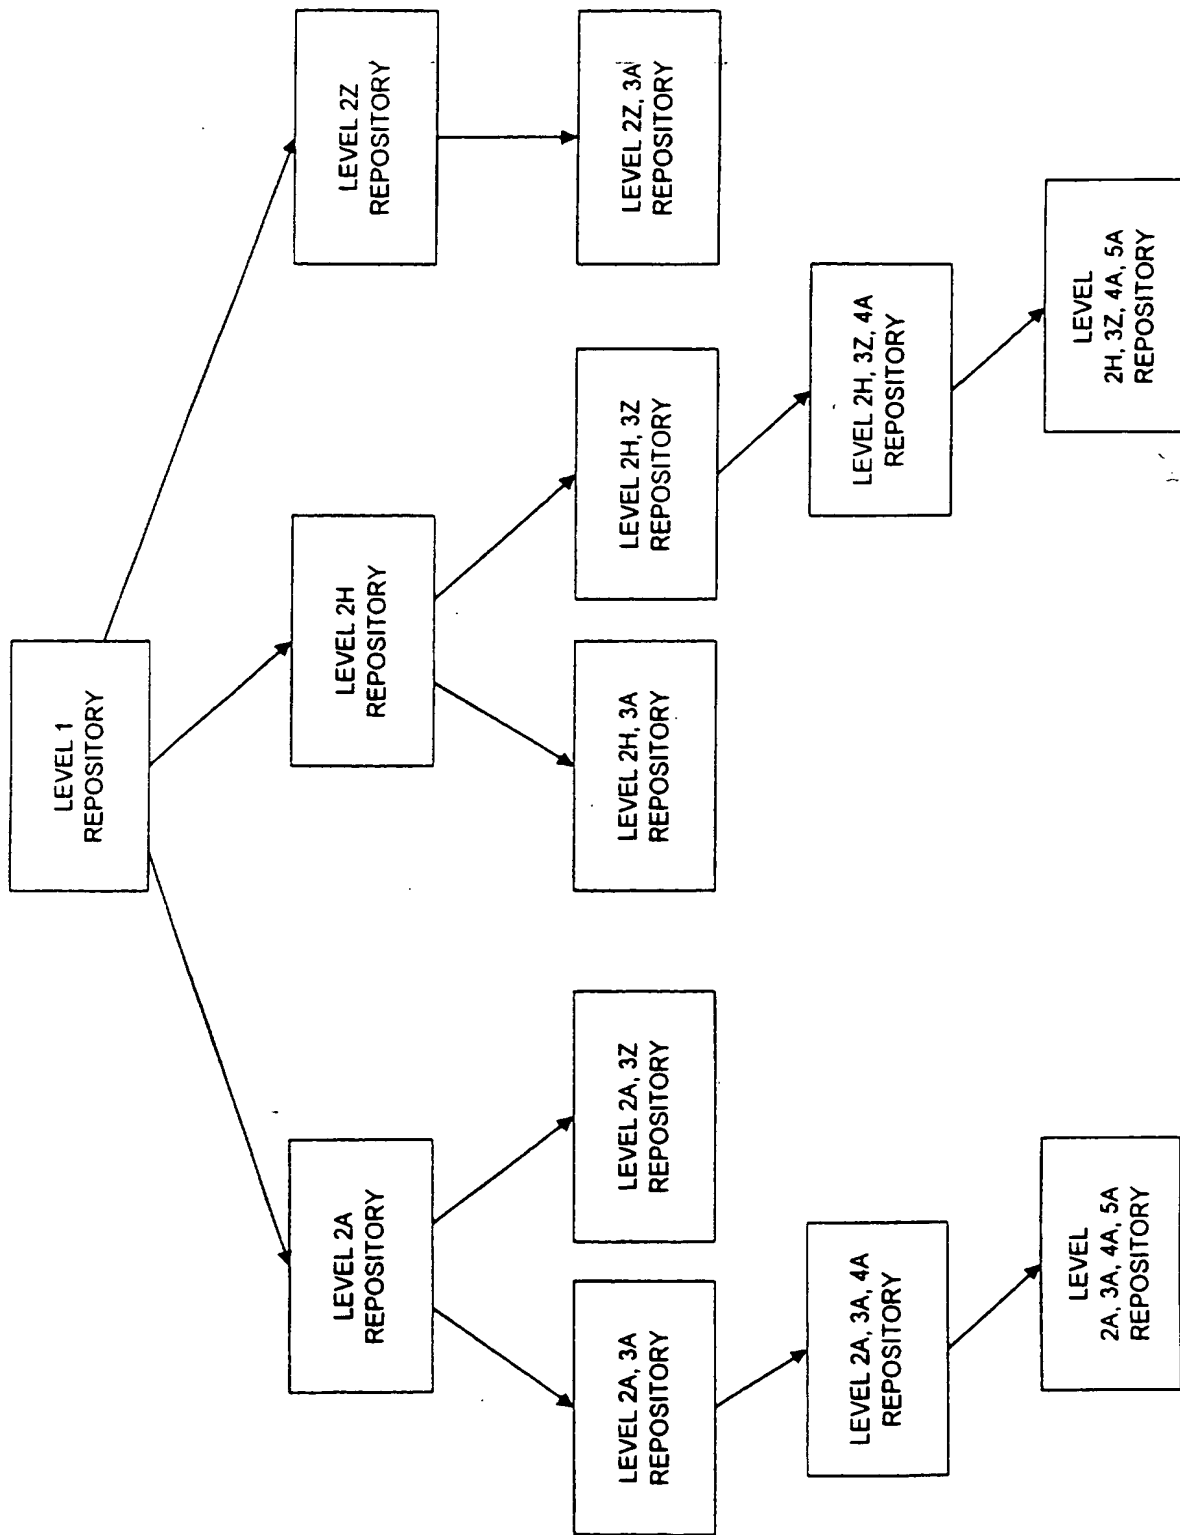 LEVEL 1
REPOSITORY
LEVEL 2A
REPOSITORY
LEVEL 2H
REPOSITORY
LEVEL 2Z
REPOSITORY
LEVEL 2A, 3A
REPOSITORY
LEVEL 2A, 3Z
REPOSITORY
LEVEL 2H, 3A
REPOSITORY
LEVEL 2H, 3Z
REPOSITORY
LEVEL 2Z, 3A
REPOSITORY
LEVEL 2A, 3A, 4A
REPOSITORY
LEVEL 2H, 3Z, 4A
REPOSITORY
LEVEL
2A, 3A, 4A, 5A
REPOSITORY
LEVEL
2H, 3Z, 4A, 5A
REPOSITORY